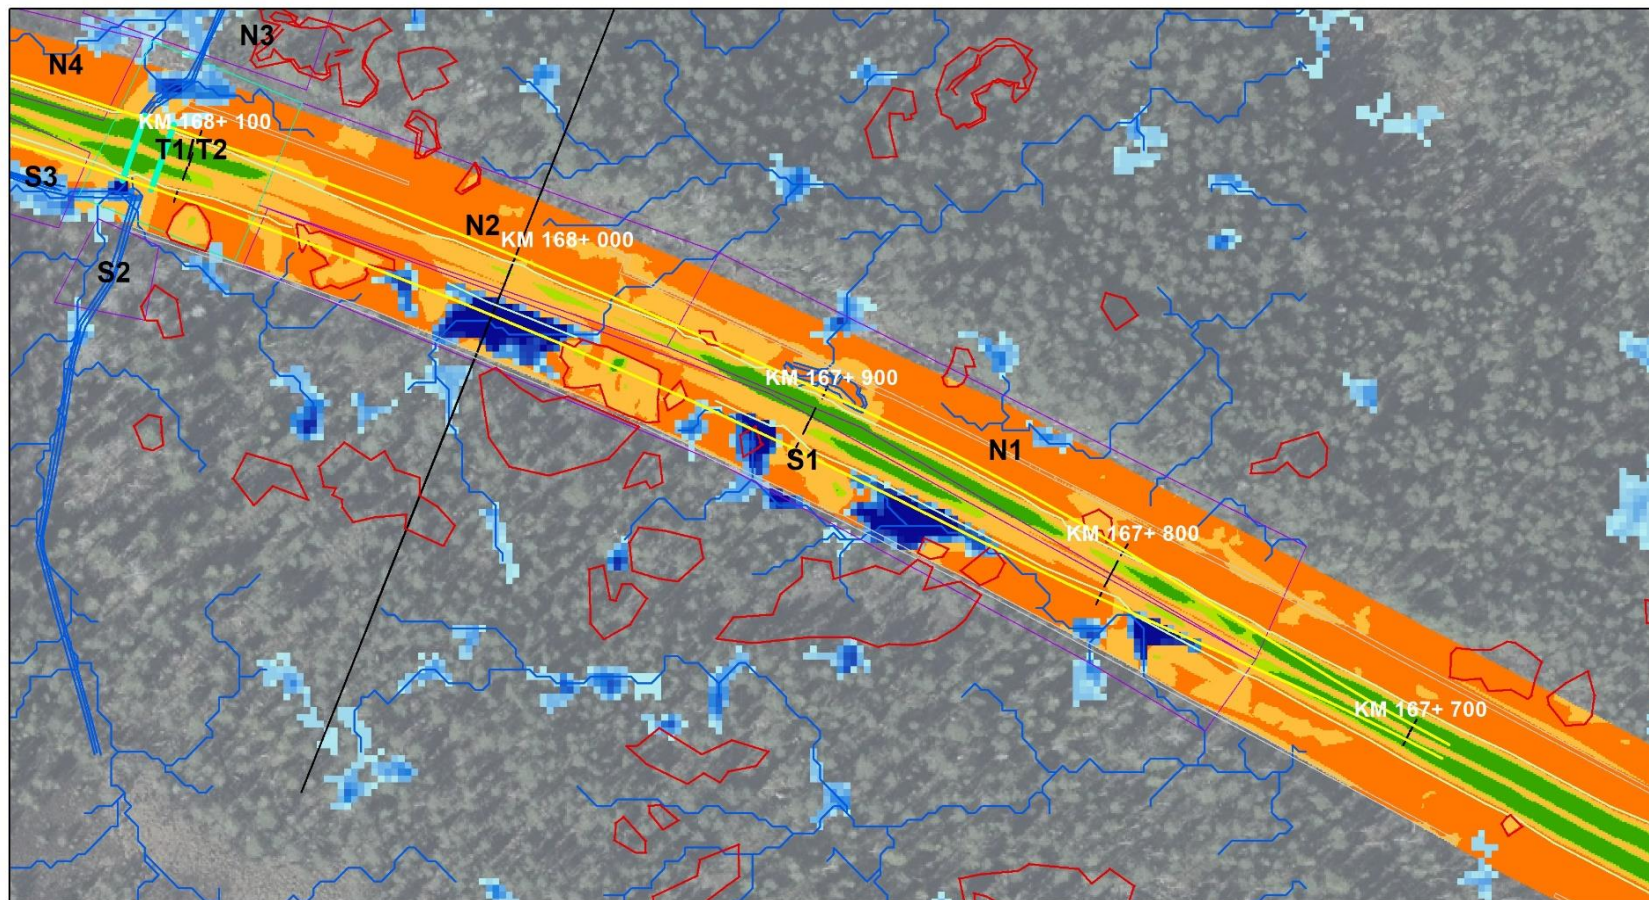 N3
N4
KM 168+ 100
T1/T2
S3
N2
KM 168+ 000
S2
KM 167+ 900
N1
S1
KM 167+ 800
KM 167+ 700